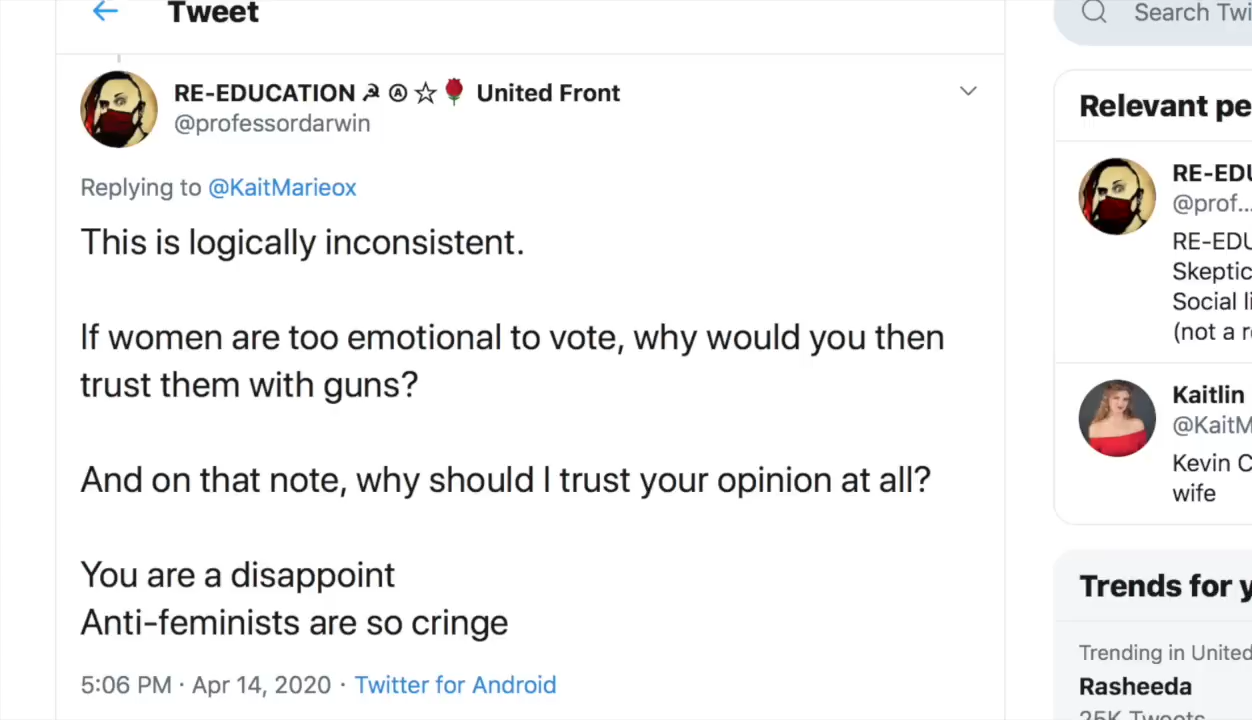 Tweet
Search Twi
RE-EDUCATION ☭ Ⓐ ☆🌹 United Front
@professordarwin
Replying to @KaitMarieox
This is logically inconsistent.
If women are too emotional to vote, why would you then
trust them with guns?
And on that note, why should I trust your opinion at all?
You are a disappoint
Anti-feminists are so cringe
5:06 PM · Apr 14, 2020 · Twitter for Android
Relevant pe
RE-EDU
@prof...
RE-EDU
Skeptic
Social li
(not a r
Kaitlin
@KaitM
Kevin C
wife
Trends for y
Trending in United
Rasheeda
25K Tweets